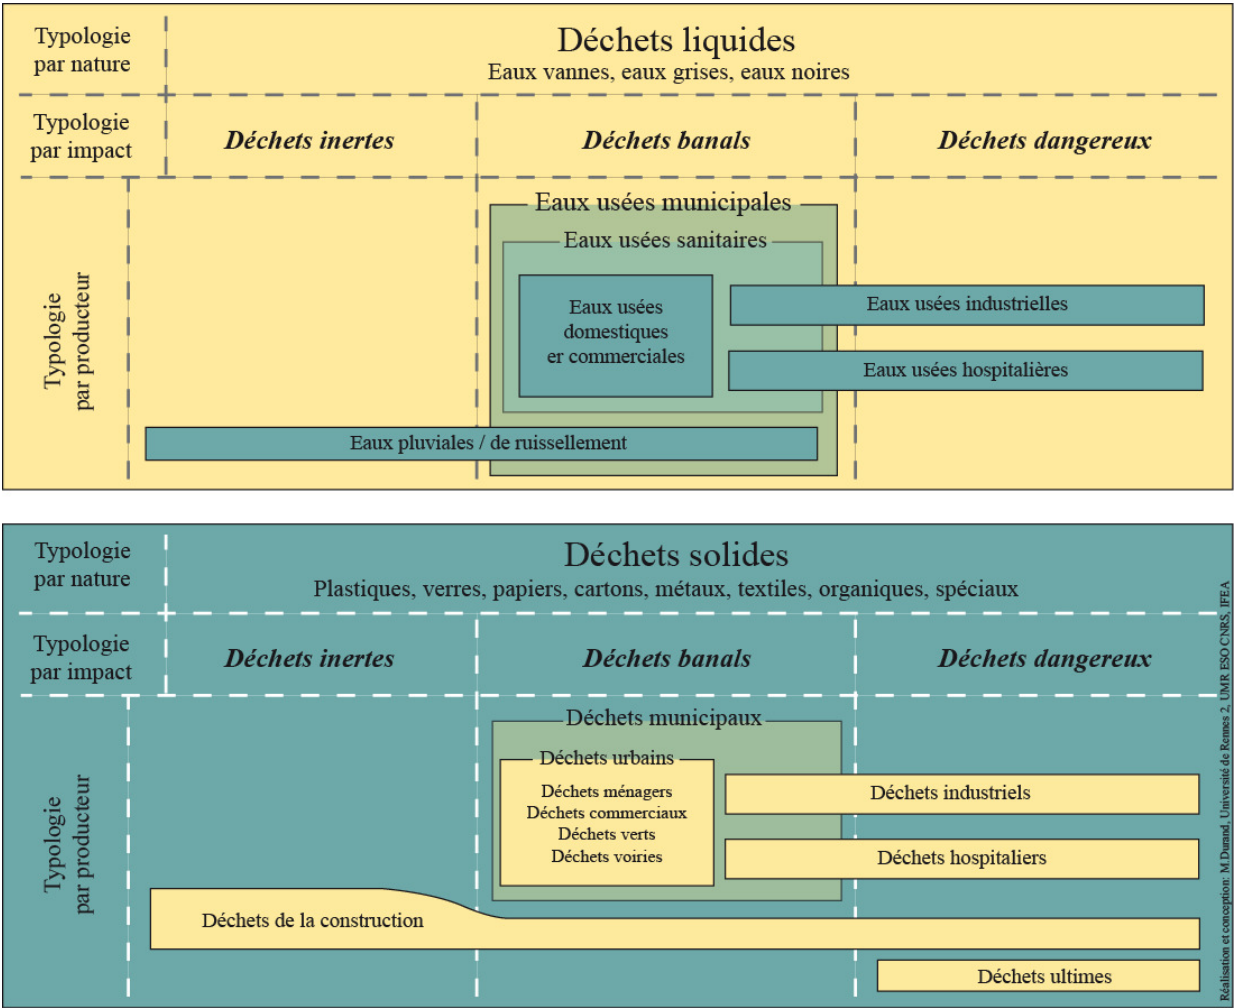 Typologie
par nature
Déchets liquides
Eaux vannes, eaux grises, eaux noires
Typologie
par impact
Déchets inertes
Déchets banals
Déchets dangereux
Typologie
par producteur
Eaux usées municipales
Eaux usées sanitaires
Eaux usées
domestiques
er commerciales
Eaux usées industrielles
Eaux usées hospitalières
Eaux pluviales / de ruissellement
Typologie
par nature
Déchets solides
Plastiques, verres, papiers, cartons, métaux, textiles, organiques, spéciaux
Typologie
par impact
Déchets inertes
Déchets banals
Déchets dangereux
Typologie
par producteur
Déchets municipaux
Déchets urbains
Déchets ménagers
Déchets commerciaux
Déchets verts
Déchets voiries
Déchets industriels
Déchets hospitaliers
Déchets de la construction
Déchets ultimes
Réalisation et conception: M.Durand, Université de Rennes 2, UMR ESO CNRS, IFEA